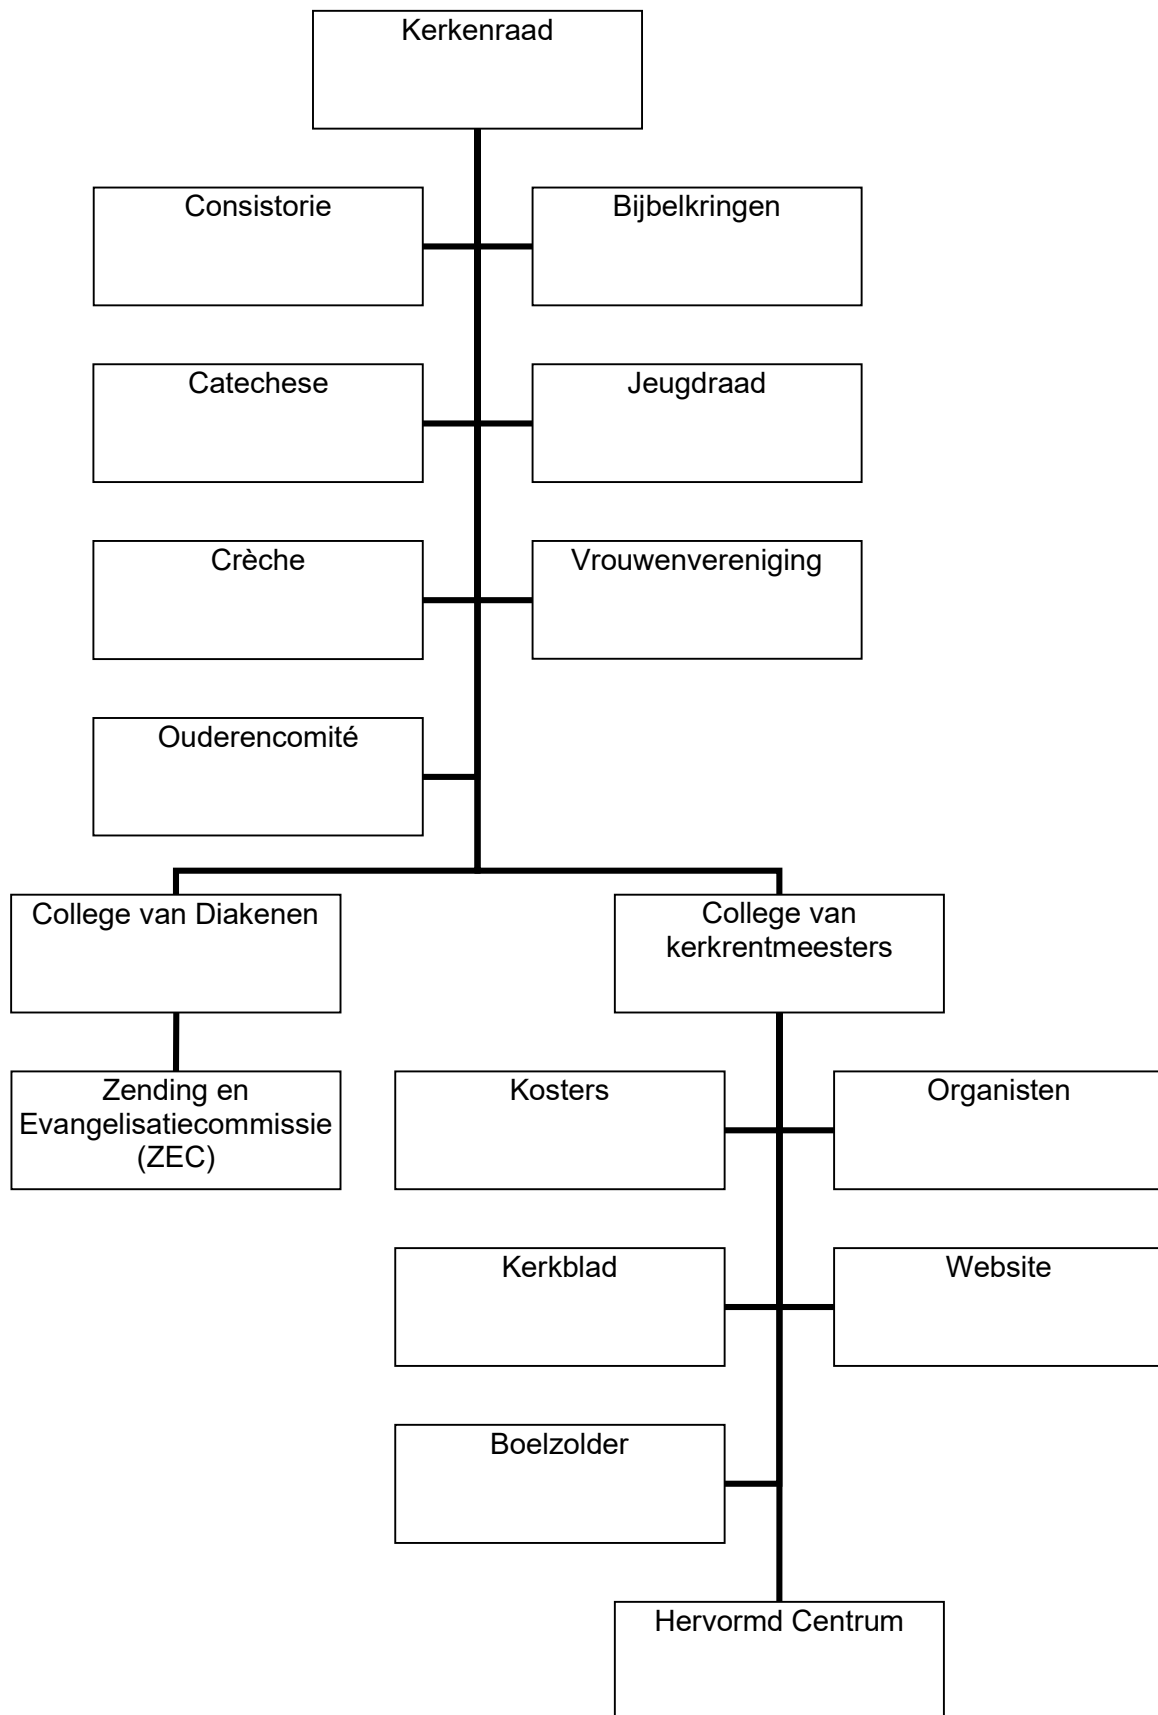 Kerkenraad
Consistorie
Bijbelkringen
Catechese
Jeugdraad
Crèche
Vrouwenvereniging
Ouderencomité
College van Diakenen
College van
kerkrentmeesters
Zending en
Evangelisatiecommissie
(ZEC)
Kosters
Organisten
Kerkblad
Website
Boelzolder
Hervormd Centrum